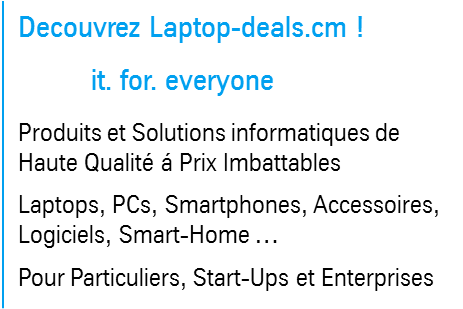 Decouvrez Laptop-deals.cm !
it. for. everyone
Produits et Solutions informatiques de
Haute Qualité á Prix Imbattables
Laptops, PCs, Smartphones, Accessoires,
Logiciels, Smart-Home ...
Pour Particuliers, Start-Ups et Enterprises